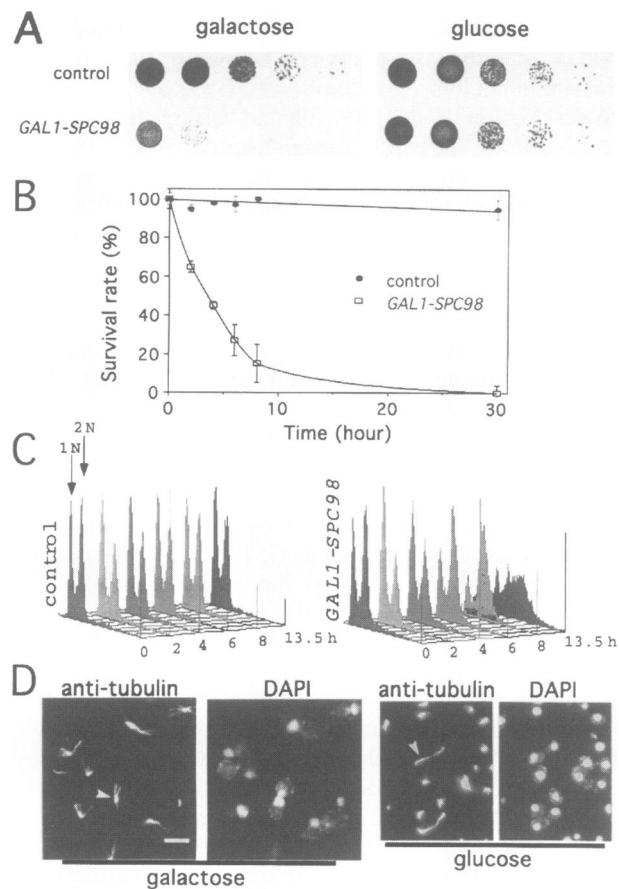 A
galactose glucose
control
GAL1-SPC98
B
100
80
60
40
20
0
Survival rate (%)
control
GAL1-SPC98
0 10 20 30
Time (hour)
C
2N
1N
control
0 2 4 6 8 13.5 h
GAL1-SPC98
0 2 4 6 8 13.5 h
D
anti-tubulin DAPI anti-tubulin DAPI
galactose glucose